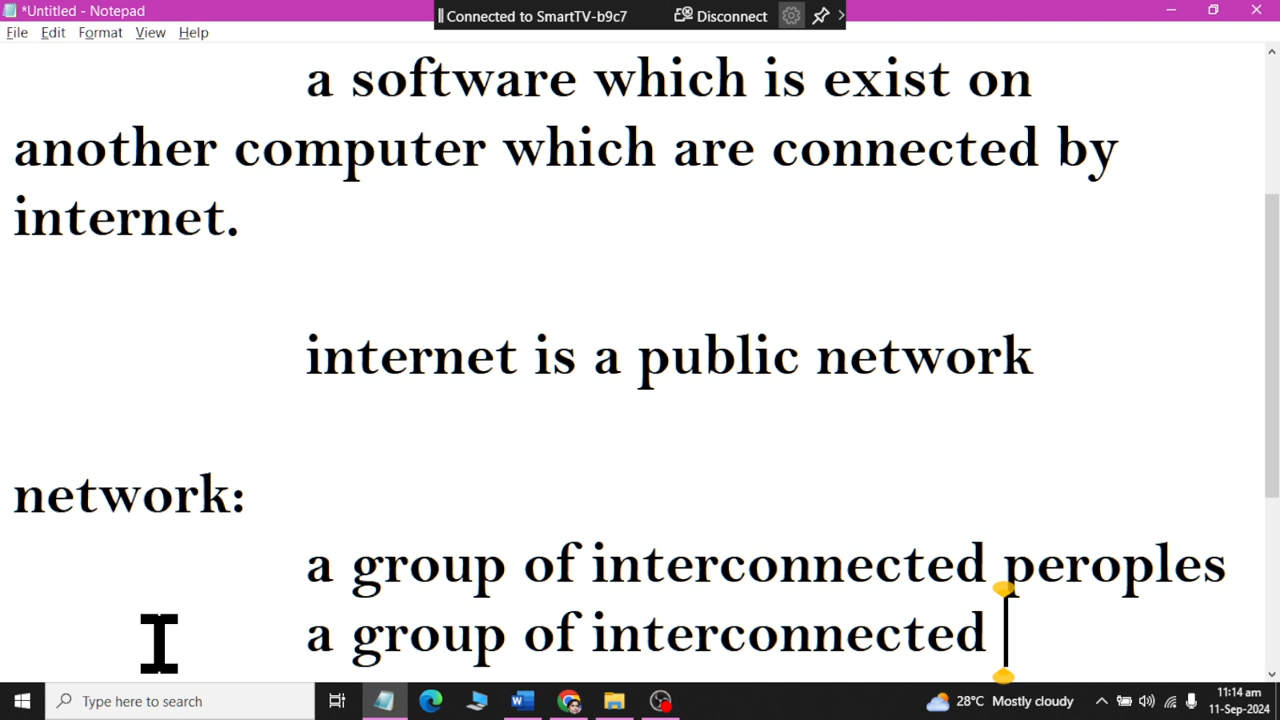 *Untitled - Notepad
Connected to SmartTV-b9c7
Disconnect
File Edit Format View Help
a software which is exist on
another computer which are connected by
internet.
internet is a public network
network:
a group of interconnected peroples
a group of interconnected
Type here to search
28°C Mostly cloudy
11:14 am
11-Sep-2024